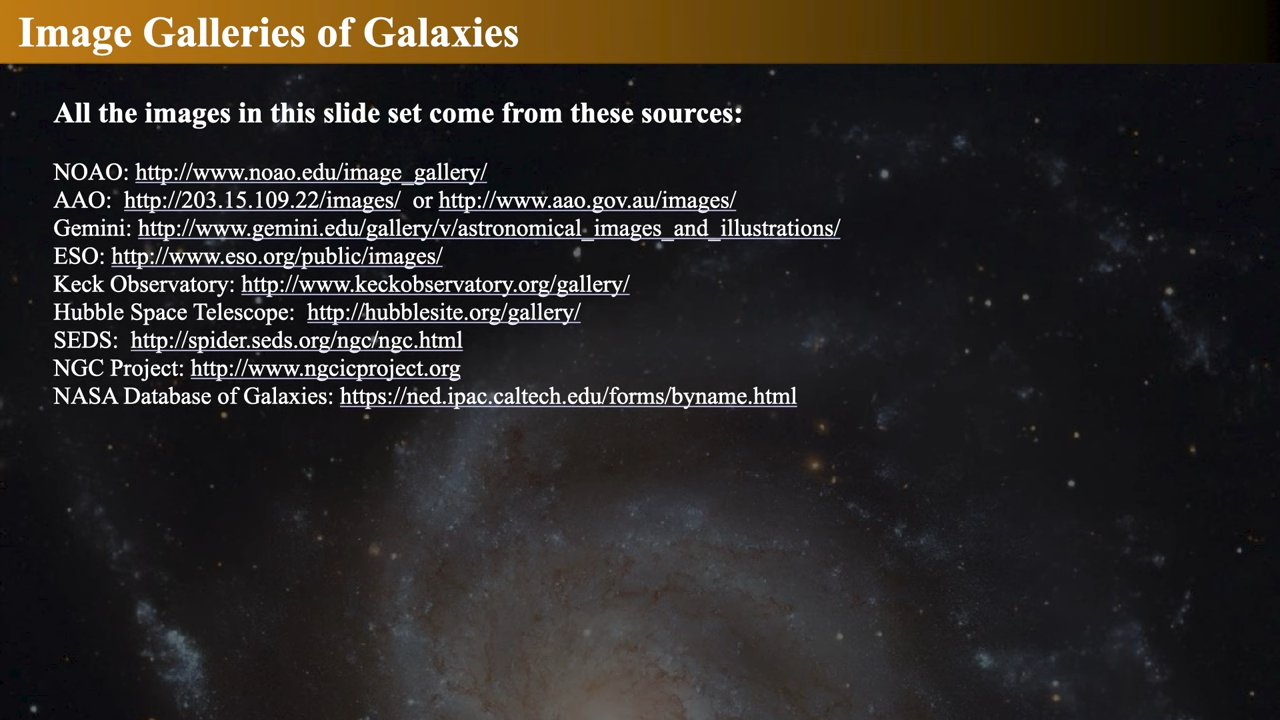 Image Galleries of Galaxies
All the images in this slide set come from these sources:
NOAO: http://www.noao.edu/image_gallery/
AAO: http://203.15.109.22/images/ or http://www.aao.gov.au/images/
Gemini: http://www.gemini.edu/gallery/v/astronomical_images_and_illustrations/
ESO: http://www.eso.org/public/images/
Keck Observatory: http://www.keckobservatory.org/gallery/
Hubble Space Telescope: http://hubblesite.org/gallery/
SEDS: http://spider.seds.org/ngc/ngc.html
NGC Project: http://www.ngcicproject.org
NASA Database of Galaxies: https://ned.ipac.caltech.edu/forms/byname.html